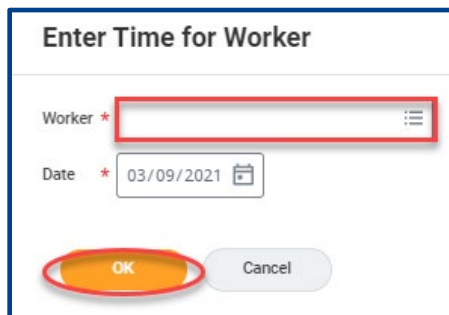 Enter Time for Worker
Worker *
Date * 03/09/2021
OK Cancel